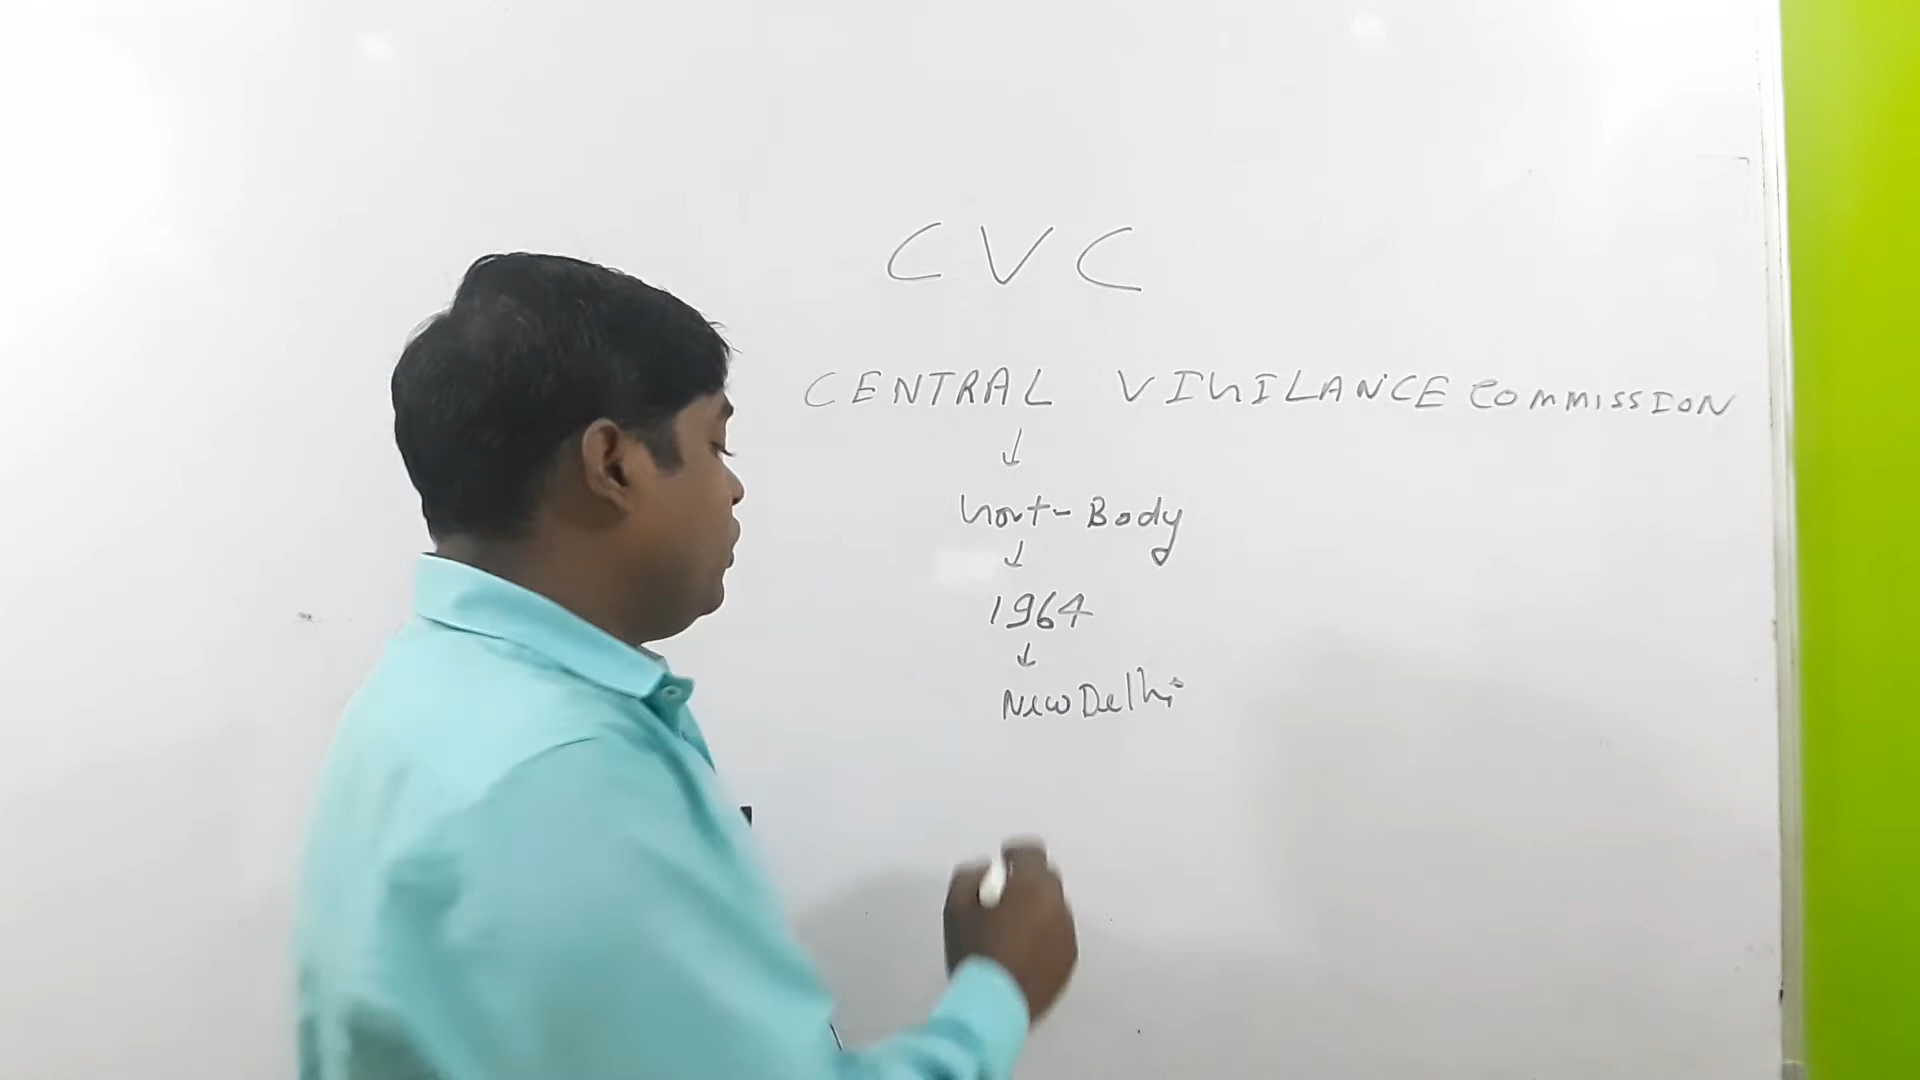 CVC
CENTRAL VIGILANCE COMMISSION
↓
Govt-Body
↓
1964
↓
New Delhi